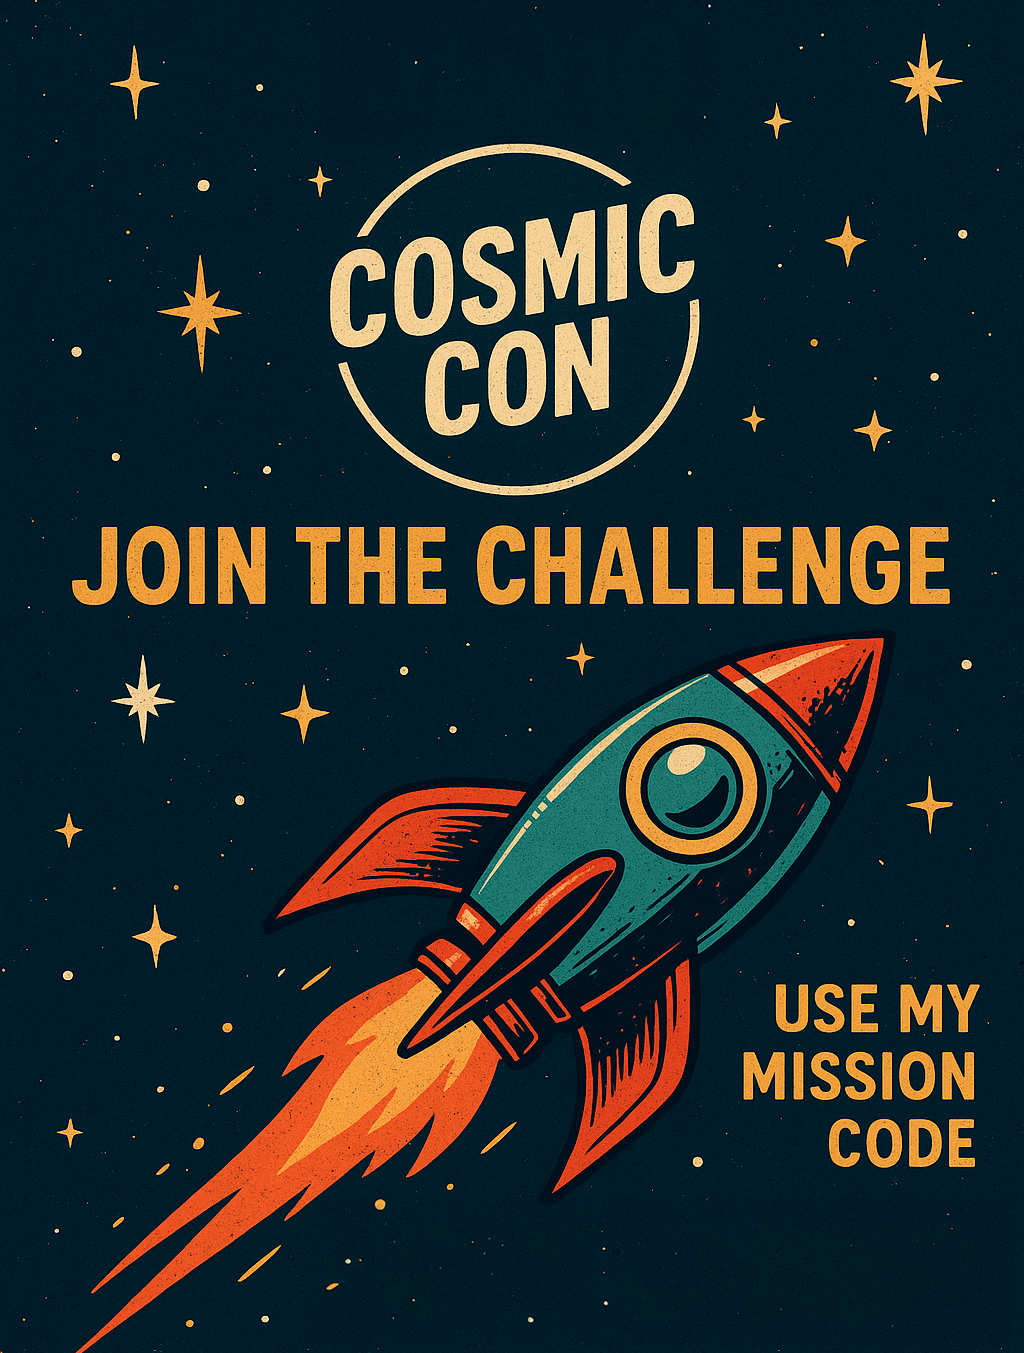 COSMIC
CON
JOIN THE CHALLENGE
USE MY
MISSION
CODE